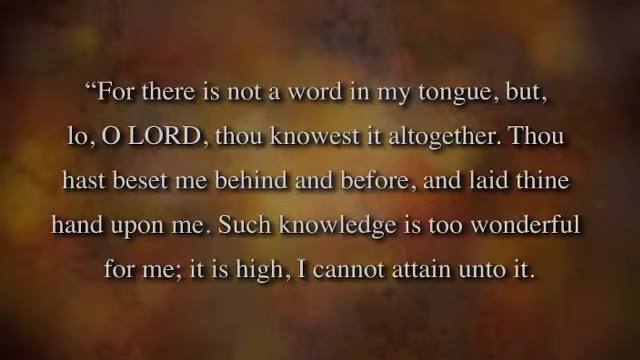 “For there is not a word in my tongue, but,
lo, O LORD, thou knowest it altogether. Thou
hast beset me behind and before, and laid thine
hand upon me. Such knowledge is too wonderful
for me; it is high, I cannot attain unto it.